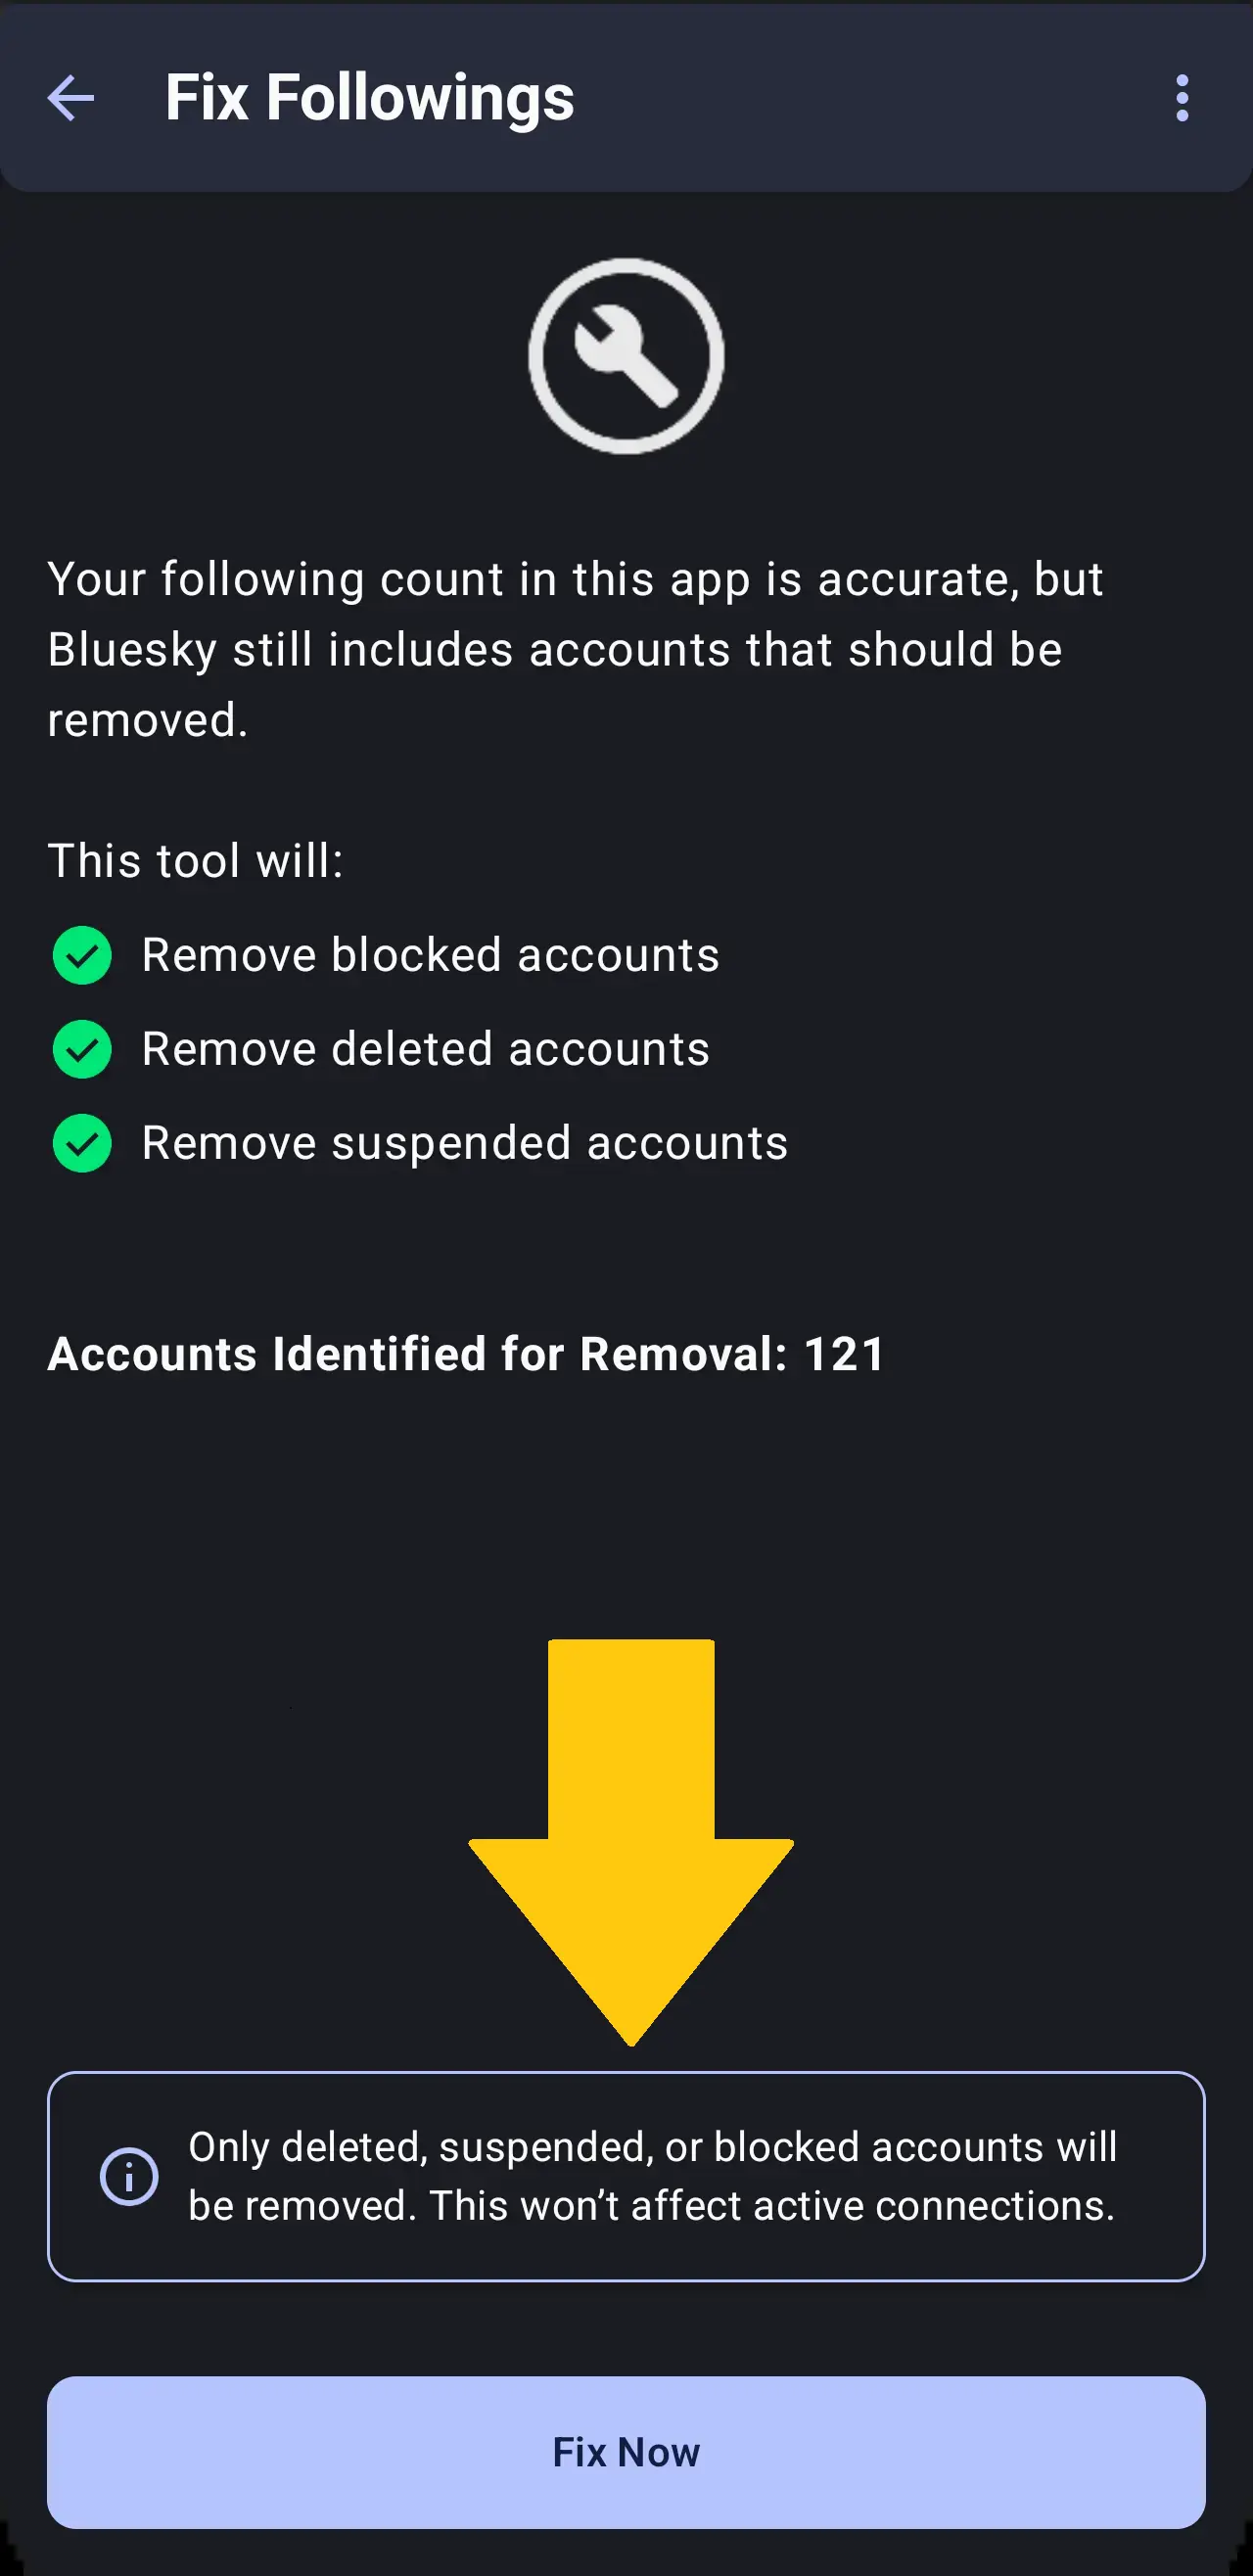 Fix Followings
Your following count in this app is accurate, but
Bluesky still includes accounts that should be
removed.
This tool will:
Remove blocked accounts
Remove deleted accounts
Remove suspended accounts
Accounts Identified for Removal: 121
Only deleted, suspended, or blocked accounts will
be removed. This won’t affect active connections.
Fix Now